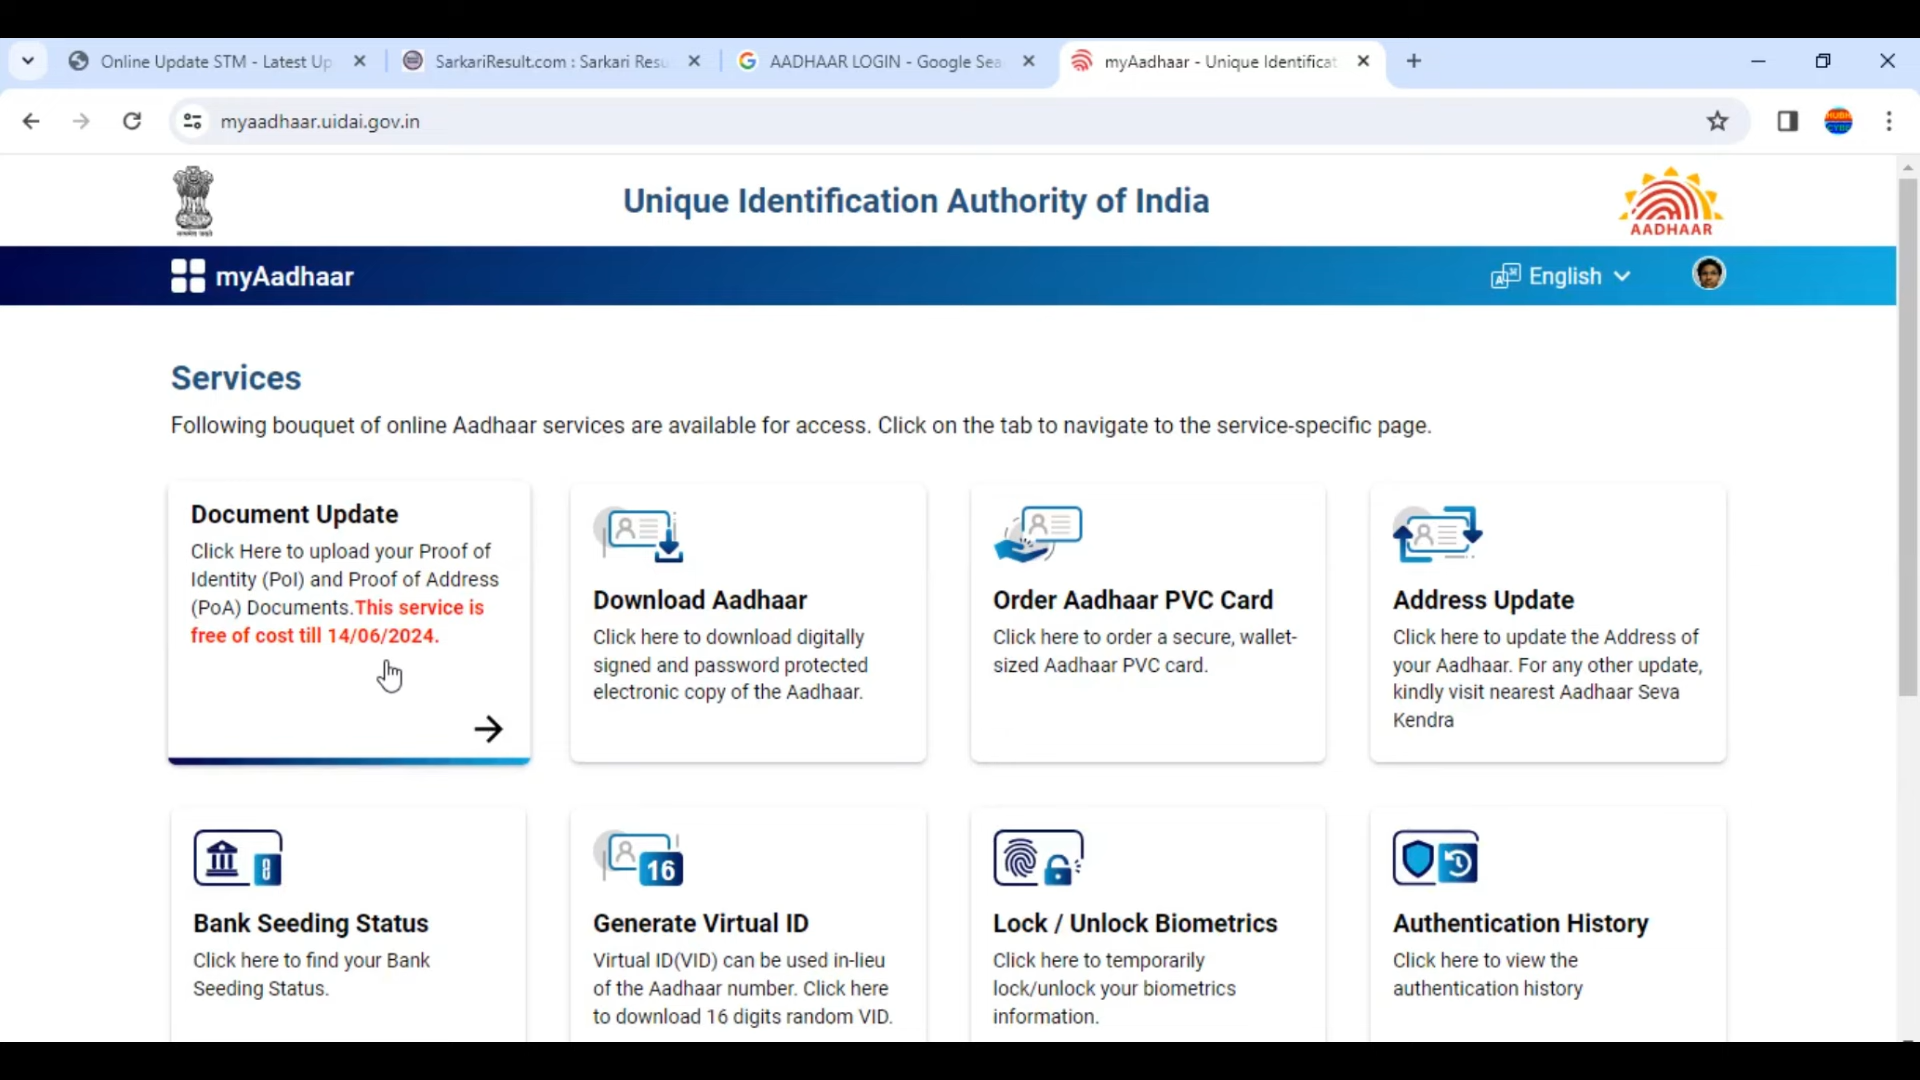 Online Update STM - Latest Up
SarkariResult.com : Sarkari Resu
AADHAAR LOGIN - Google Sea
myAadhaar - Unique Identificat
myaadhaar.uidai.gov.in
Unique Identification Authority of India
AADHAAR
myAadhaar
English
Services
Following bouquet of online Aadhaar services are available for access. Click on the tab to navigate to the service-specific page.
Document Update
Click Here to upload your Proof of
Identity (PoI) and Proof of Address
(PoA) Documents.This service is
free of cost till 14/06/2024.
Download Aadhaar
Click here to download digitally
signed and password protected
electronic copy of the Aadhaar.
Order Aadhaar PVC Card
Click here to order a secure, wallet-
sized Aadhaar PVC card.
Address Update
Click here to update the Address of
your Aadhaar. For any other update,
kindly visit nearest Aadhaar Seva
Kendra
Bank Seeding Status
Click here to find your Bank
Seeding Status.
16
Generate Virtual ID
Virtual ID(VID) can be used in-lieu
of the Aadhaar number. Click here
to download 16 digits random VID.
Lock / Unlock Biometrics
Click here to temporarily
lock/unlock your biometrics
information.
Authentication History
Click here to view the
authentication history